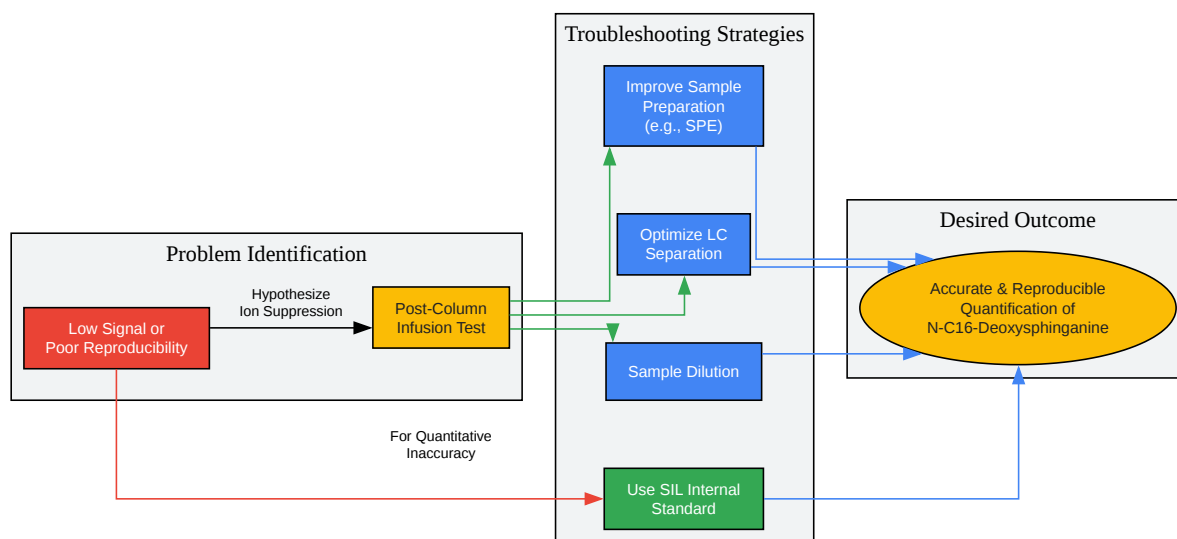 Troubleshooting Strategies
Improve Sample
Preparation
(e.g., SPE)
Optimize LC
Separation
Sample Dilution
Use SIL Internal
Standard
Problem Identification
Low Signal or
Poor Reproducibility
Hypothesize
Ion Suppression
Post-Column
Infusion Test
For Quantitative
Inaccuracy
Desired Outcome
Accurate & Reproducible
Quantification of
N-C16-Deoxysphinganine